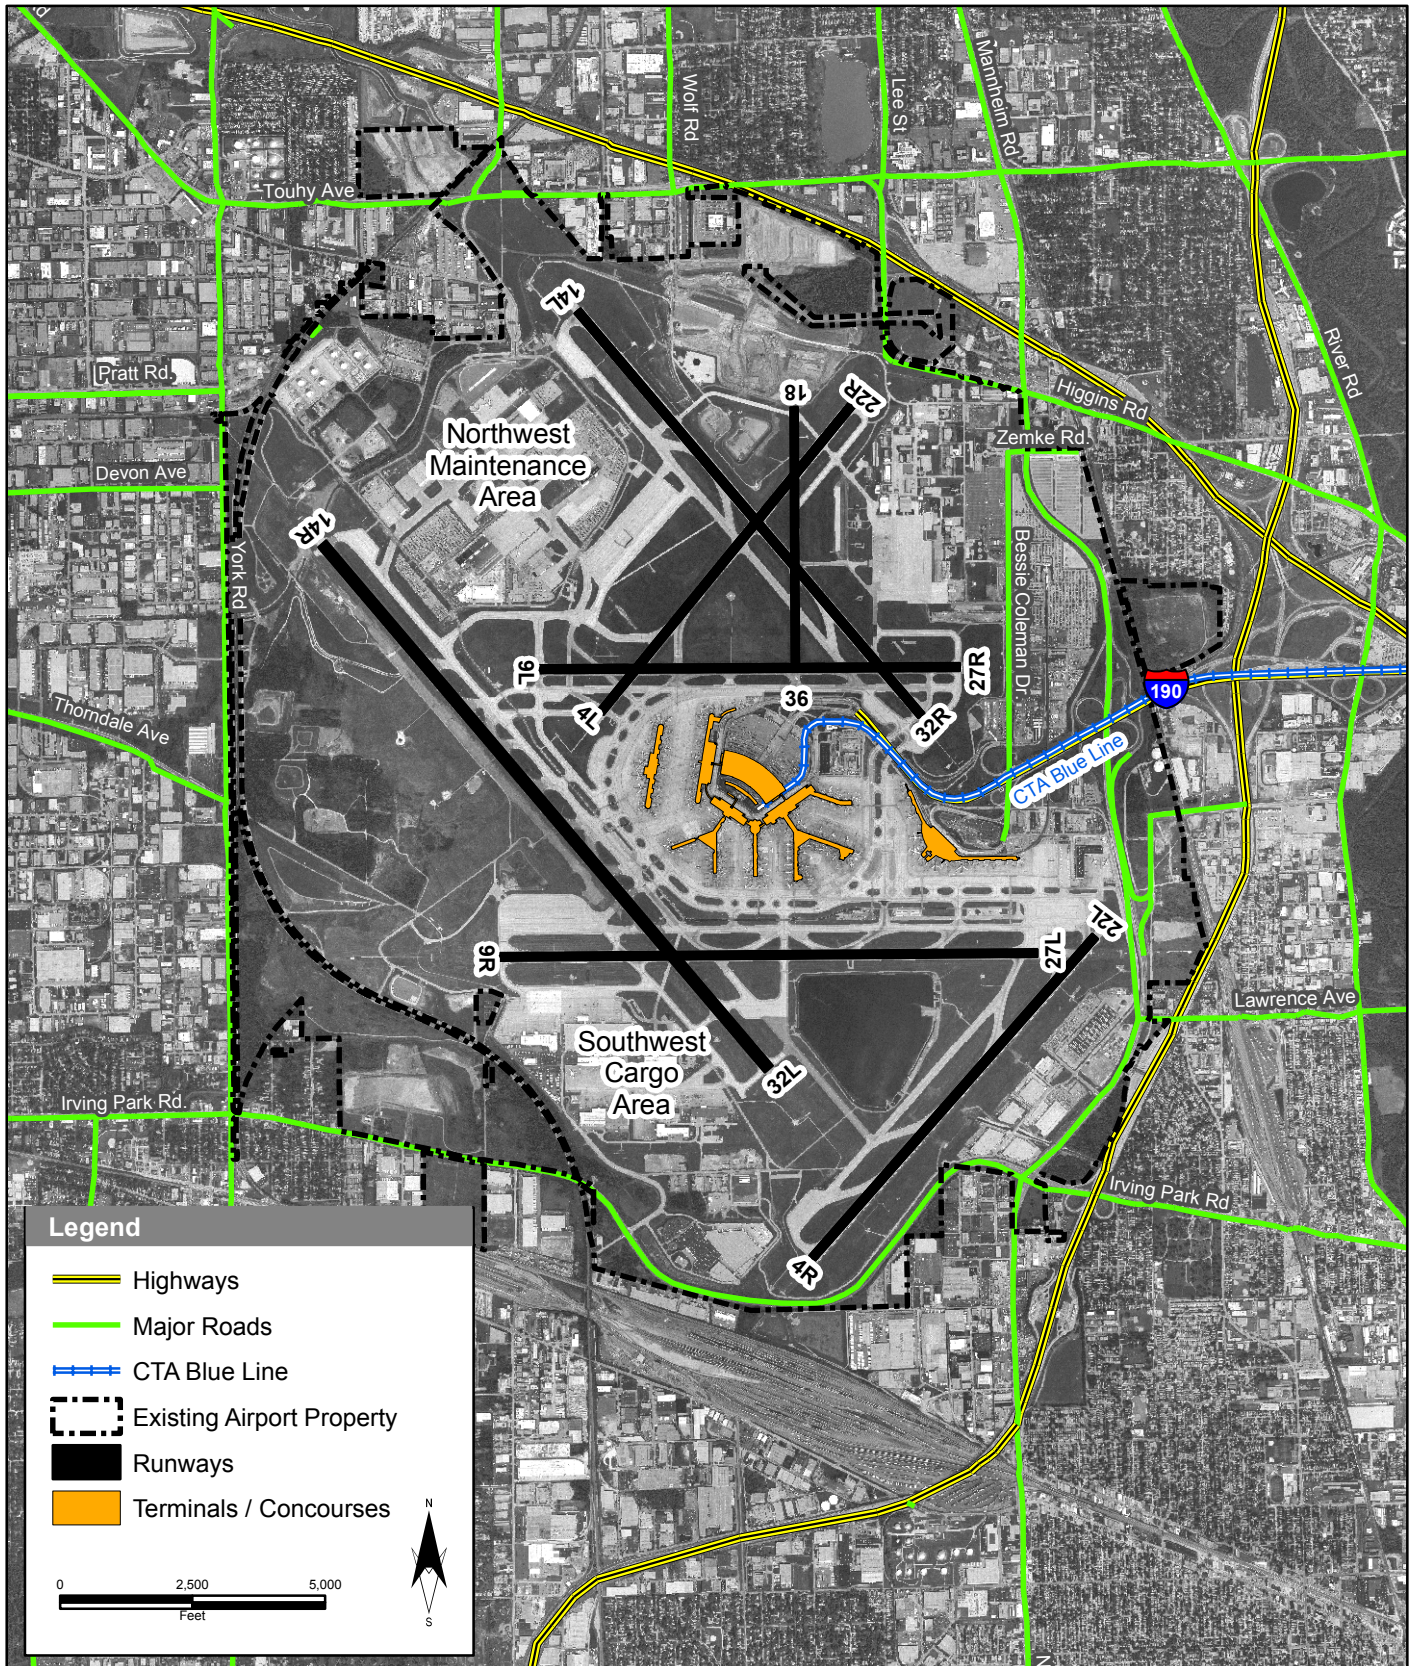 Rd
Wolf Rd
Lee St
Mannheim Rd
Touhy Ave
14L
River Rd
Pratt Rd.
18
22R
Higgins Rd
Northwest
Maintenance
Area
Zemke Rd.
Devon Ave
14R
York Rd
Bessie Coleman Dr
9L
27R
190
36
4L
32R
Thorndale Ave
CTA Blue Line
22L
9R
27L
Lawrence Ave
Southwest
Cargo
Area
32L
Irving Park Rd.
Irving Park Rd
4R
Legend
Highways
Major Roads
CTA Blue Line
Existing Airport Property
Runways
Terminals / Concourses
N
S
0 2,500 5,000
Feet
N